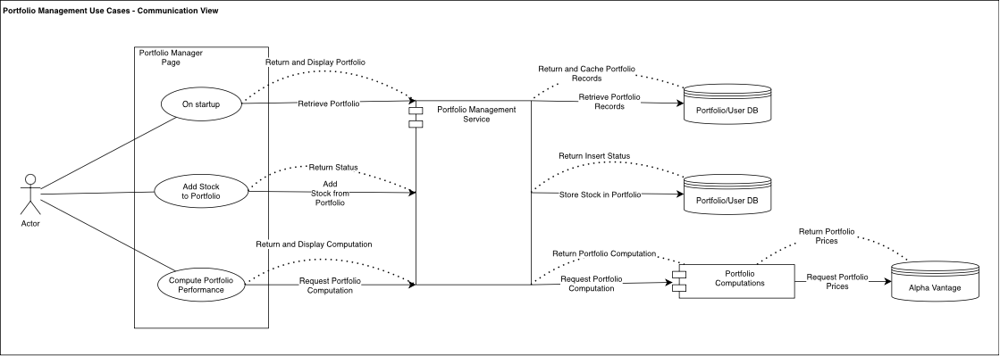 Portfolio Management Use Cases - Communication View
Portfolio Manager
Page
Return and Display Portfolio
Return and Cache Portfolio
Records
On startup
Retrieve Portfolio
Portfolio Management
Service
Retrieve Portfolio
Records
Portfolio/User DB
Return Status
Return Insert Status
Add Stock
to Portfolio
Add
Stock from
Portfolio
Store Stock in Portfolio
Portfolio/User DB
Actor
Return and Display Computation
Return Portfolio Computation
Return Portfolio
Prices
Compute Portfolio
Performance
Request Portfolio
Computation
Request Portfolio
Computation
Portfolio
Computations
Request Portfolio
Prices
Alpha Vantage